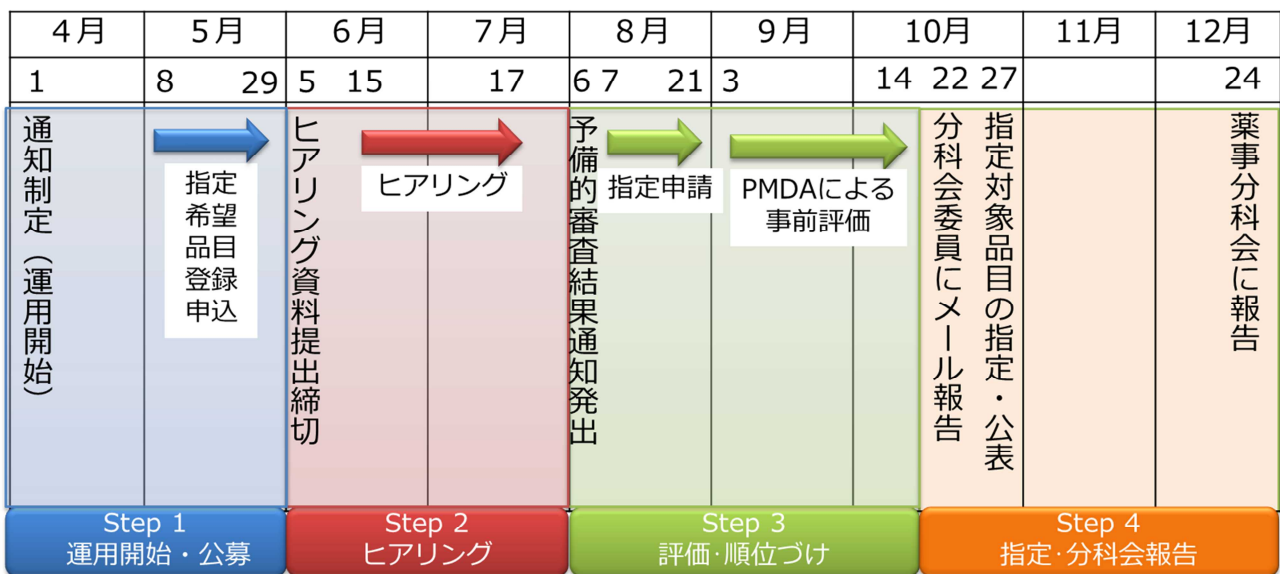 4月 5月 6月 7月 8月 9月 10月 11月 12月
1 8 29 5 15 17 6 7 21 3 14 22 27 24
通知制定（運用開始）
指定
希望
品目
登録
申込
ヒアリング資料提出締切
ヒアリング
予備的審査結果通知発出
指定申請
PMDAによる
事前評価
分科会委員にメール報告
指定対象品目の指定・公表
薬事分科会に報告
Step 1
運用開始・公募
Step 2
ヒアリング
Step 3
評価･順位づけ
Step 4
指定･分科会報告